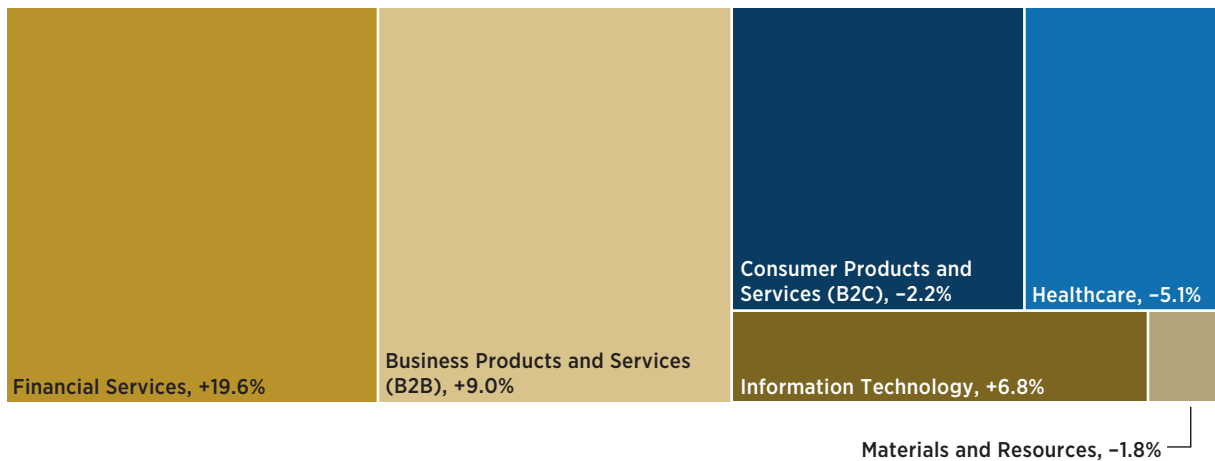 Consumer Products and
Services (B2C), –2.2%
Healthcare, –5.1%
Business Products and Services
(B2B), +9.0%
Financial Services, +19.6%
Information Technology, +6.8%
Materials and Resources, –1.8%